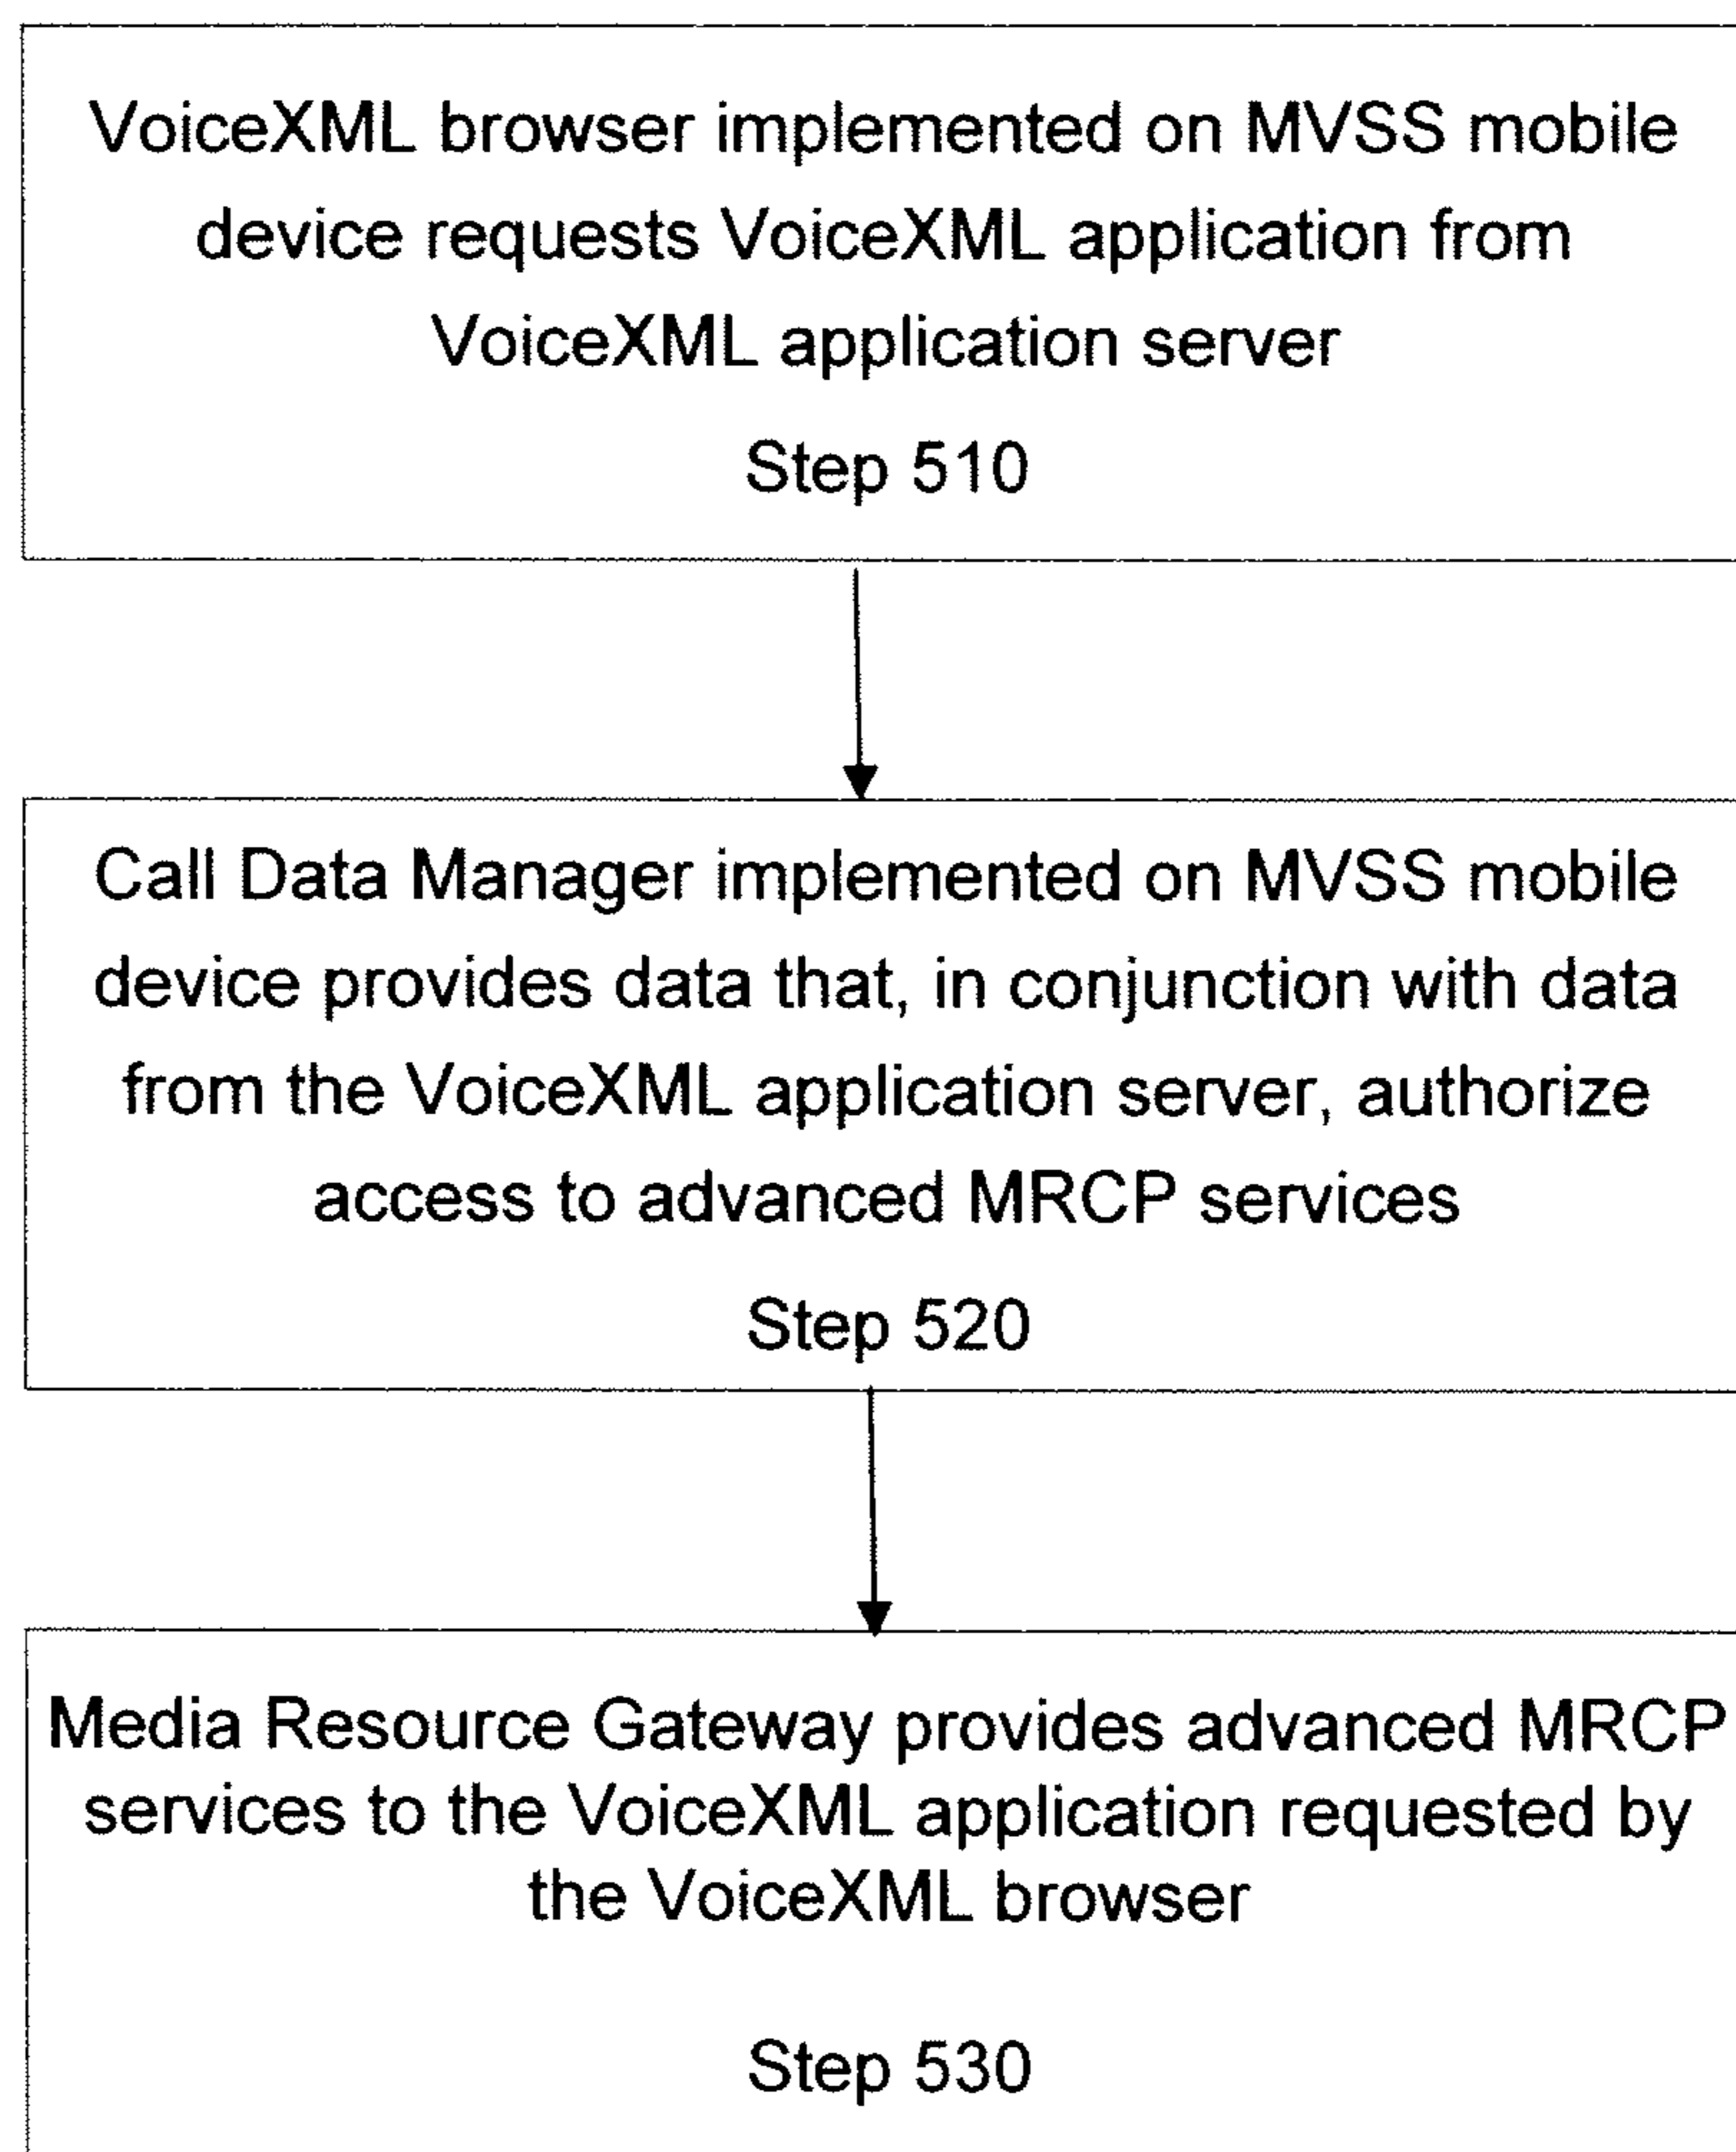 VoiceXML browser implemented on MVSS mobile
device requests VoiceXML application from
VoiceXML application server
Step 510
Call Data Manager implemented on MVSS mobile
device provides data that, in conjunction with data
from the VoiceXML application server, authorize
access to advanced MRCP services
Step 520
Media Resource Gateway provides advanced MRCP
services to the VoiceXML application requested by
the VoiceXML browser
Step 530